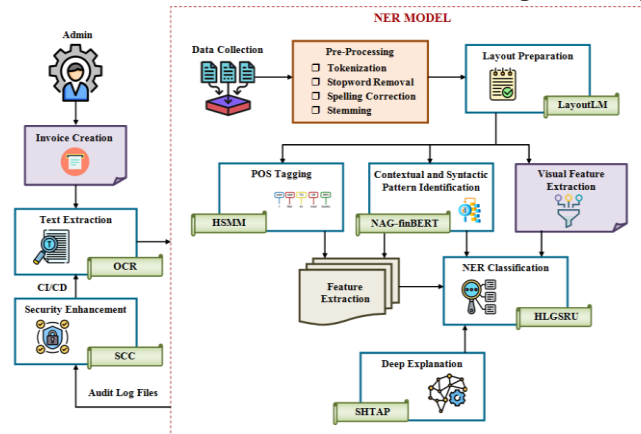 NER MODEL
Admin
Invoice Creation
Text Extraction
OCR
CI/CD
Security Enhancement
SCC
Audit Log Files
Data Collection
Pre-Processing
❑ Tokenization
❑ Stopword Removal
❑ Spelling Correction
❑ Stemming
Layout Preparation
LayoutLM
POS Tagging
HSMM
Contextual and Syntactic
Pattern Identification
NAG-finBERT
Visual Feature
Extraction
Feature
Extraction
NER Classification
HLGSRU
Deep Explanation
SHTAP